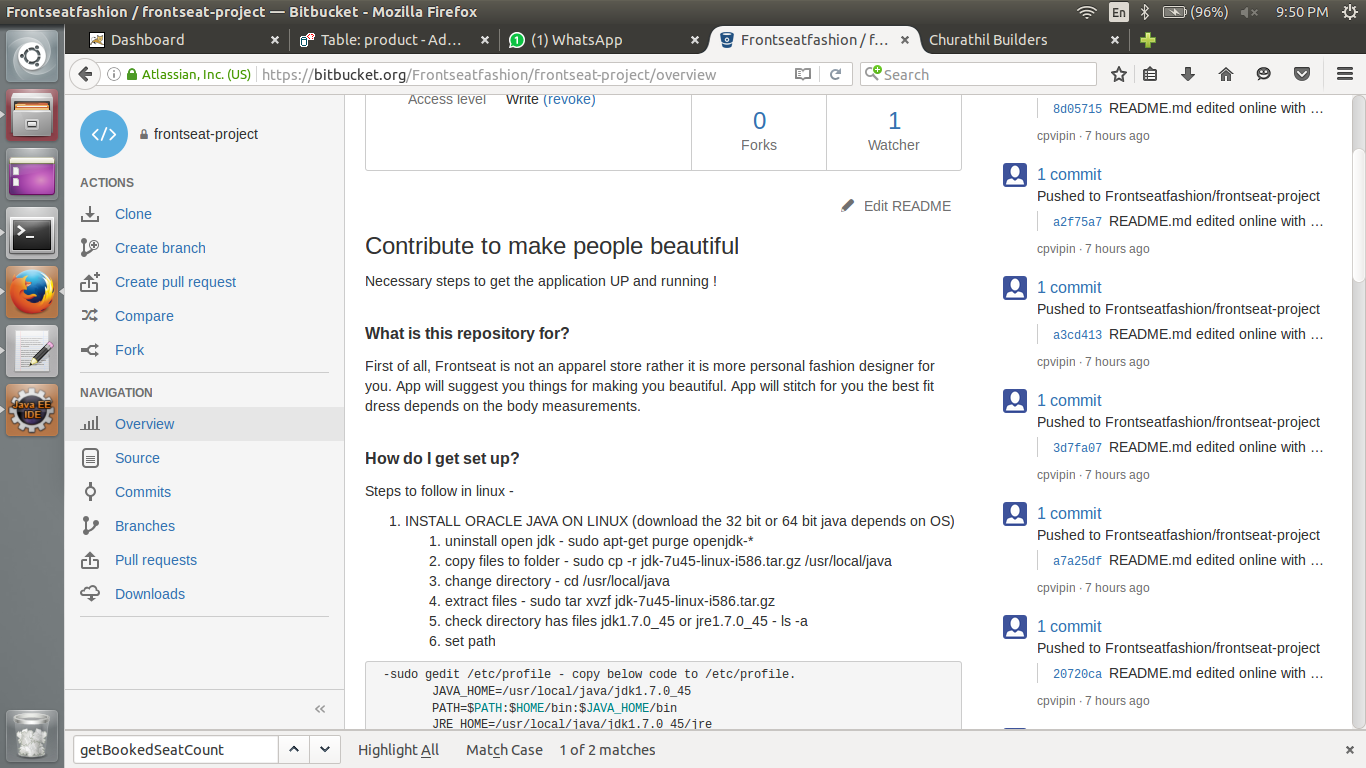 Frontseatfashion / frontseat-project — Bitbucket - Mozilla Firefox
En
(96%)
9:50 PM
Dashboard
Table: product - Ad...
(1) WhatsApp
Frontseatfashion / f...
Churathil Builders
Atlassian, Inc. (US)
https://bitbucket.org/Frontseatfashion/frontseat-project/overview
Search
frontseat-project
ACTIONS
Clone
Create branch
Create pull request
Compare
Fork
NAVIGATION
Overview
Source
Commits
Branches
Pull requests
Downloads
Access level Write (revoke)
0
Forks
1
Watcher
Edit README
Contribute to make people beautiful
Necessary steps to get the application UP and running !
What is this repository for?
First of all, Frontseat is not an apparel store rather it is more personal fashion designer for
you. App will suggest you things for making you beautiful. App will stitch for you the best fit
dress depends on the body measurements.
How do I get set up?
Steps to follow in linux -
1. INSTALL ORACLE JAVA ON LINUX (download the 32 bit or 64 bit java depends on OS)
1. uninstall open jdk - sudo apt-get purge openjdk-*
2. copy files to folder - sudo cp -r jdk-7u45-linux-i586.tar.gz /usr/local/java
3. change directory - cd /usr/local/java
4. extract files - sudo tar xvzf jdk-7u45-linux-i586.tar.gz
5. check directory has files jdk1.7.0_45 or jre1.7.0_45 - ls -a
6. set path
-sudo gedit /etc/profile - copy below code to /etc/profile.
JAVA_HOME=/usr/local/java/jdk1.7.0_45
PATH=$PATH:$HOME/bin:$JAVA_HOME/bin
JRE_HOME=/usr/local/java/jdk1.7.0_45/jre
8d05715 README.md edited online with ...
cpvipin · 7 hours ago
1 commit
Pushed to Frontseatfashion/frontseat-project
a2f75a7 README.md edited online with ...
cpvipin · 7 hours ago
1 commit
Pushed to Frontseatfashion/frontseat-project
a3cd413 README.md edited online with ...
cpvipin · 7 hours ago
1 commit
Pushed to Frontseatfashion/frontseat-project
3d7fa07 README.md edited online with ...
cpvipin · 7 hours ago
1 commit
Pushed to Frontseatfashion/frontseat-project
a7a25df README.md edited online with ...
cpvipin · 7 hours ago
1 commit
Pushed to Frontseatfashion/frontseat-project
20720ca README.md edited online with ...
cpvipin · 7 hours ago
Java EE
IDE
getBookedSeatCount
Highlight All
Match Case
1 of 2 matches